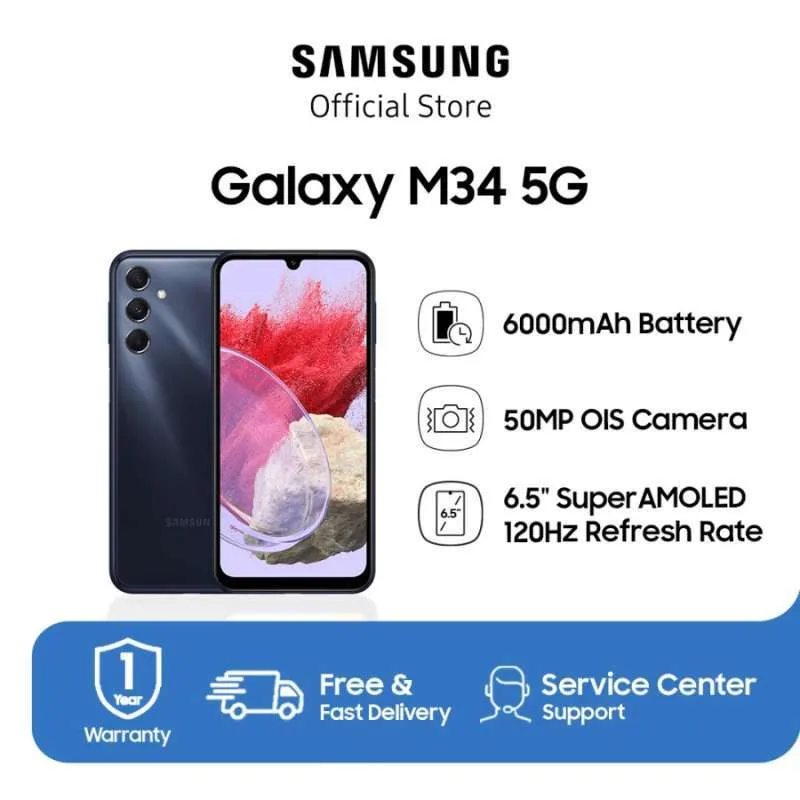 SAMSUNG
Official Store
Galaxy M34 5G
6000mAh Battery
50MP OIS Camera
6.5"
6.5" SuperAMOLED
120Hz Refresh Rate
SAMSUN
1
Year
Warranty
Free &
Fast Delivery
Service Center
Support